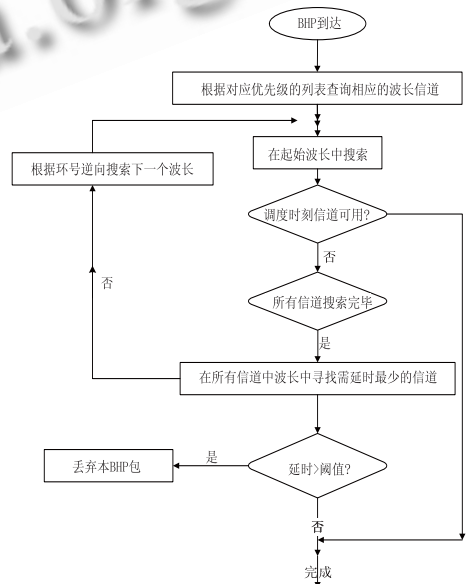 BHP到达
根据对应优先级的列表查询相应的波长信道
在起始波长中搜索
根据环号逆向搜索下一个波长
调度时刻信道可用?
否
否
所有信道搜索完毕
是
在所有信道中波长中寻找需延时最少的信道
是
丢弃本BHP包
延时>阈值?
否
完成